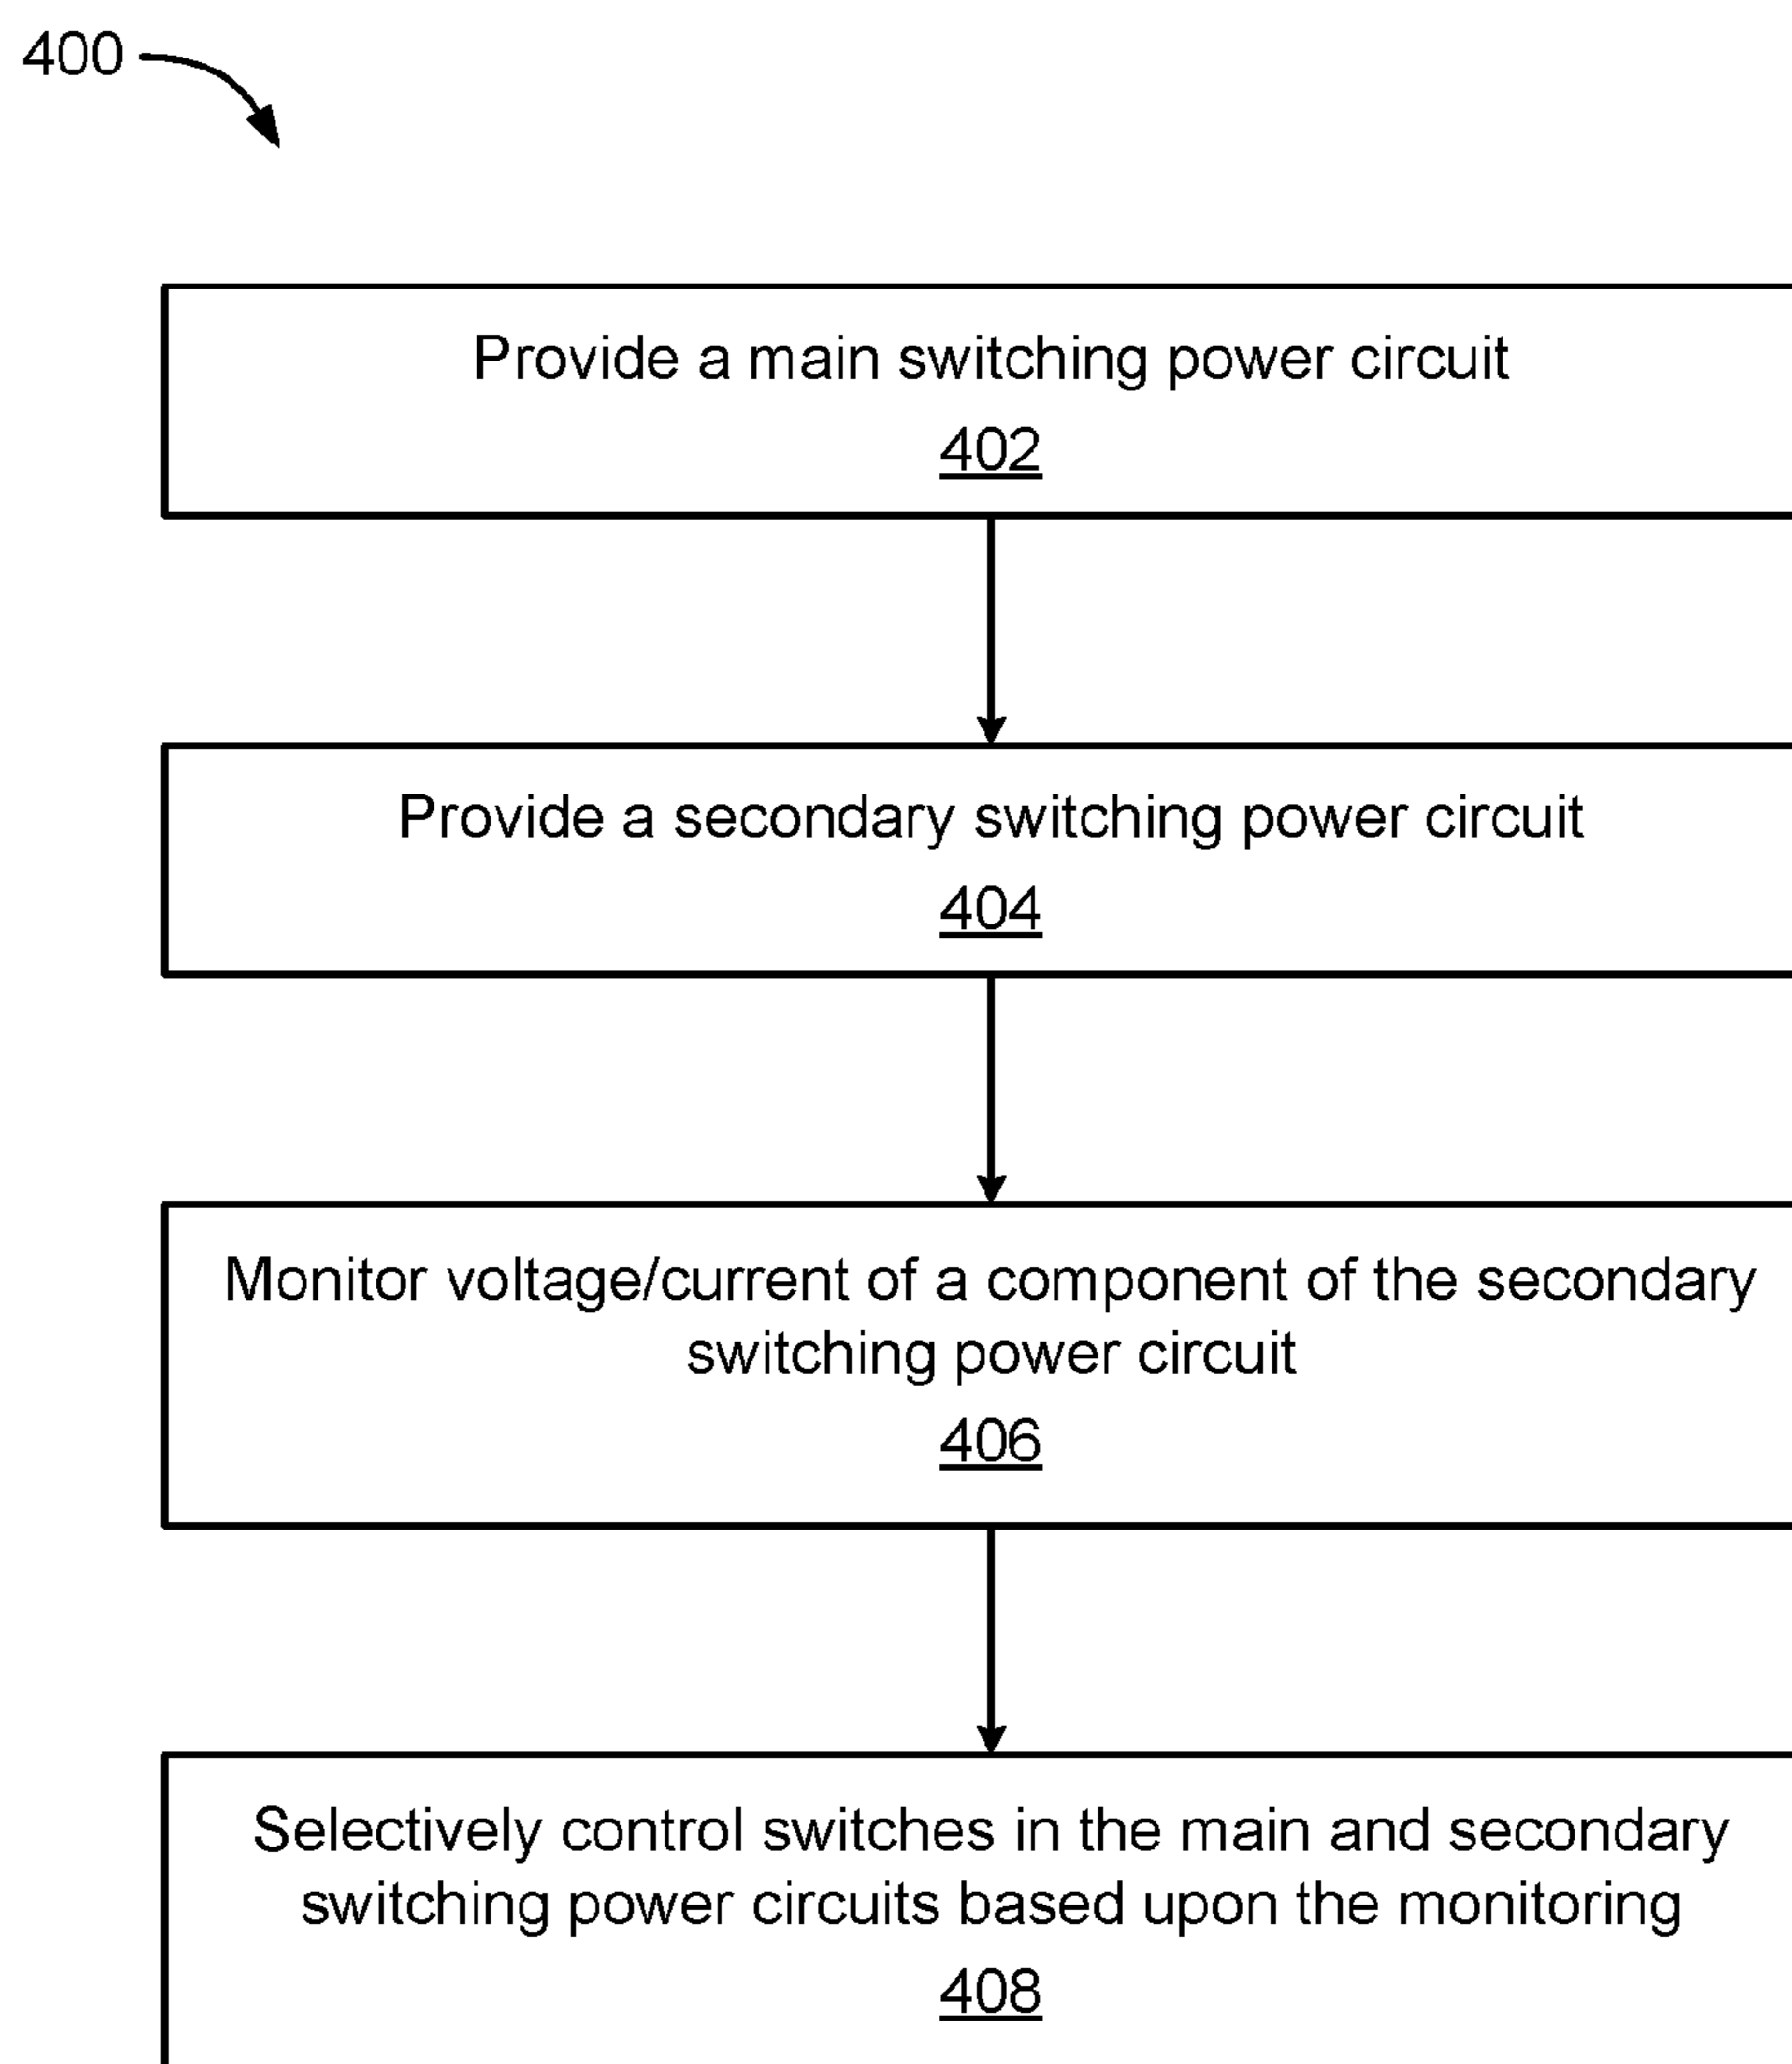 400
Provide a main switching power circuit
402
Provide a secondary switching power circuit
404
Monitor voltage/current of a component of the secondary
switching power circuit
406
Selectively control switches in the main and secondary
switching power circuits based upon the monitoring
408